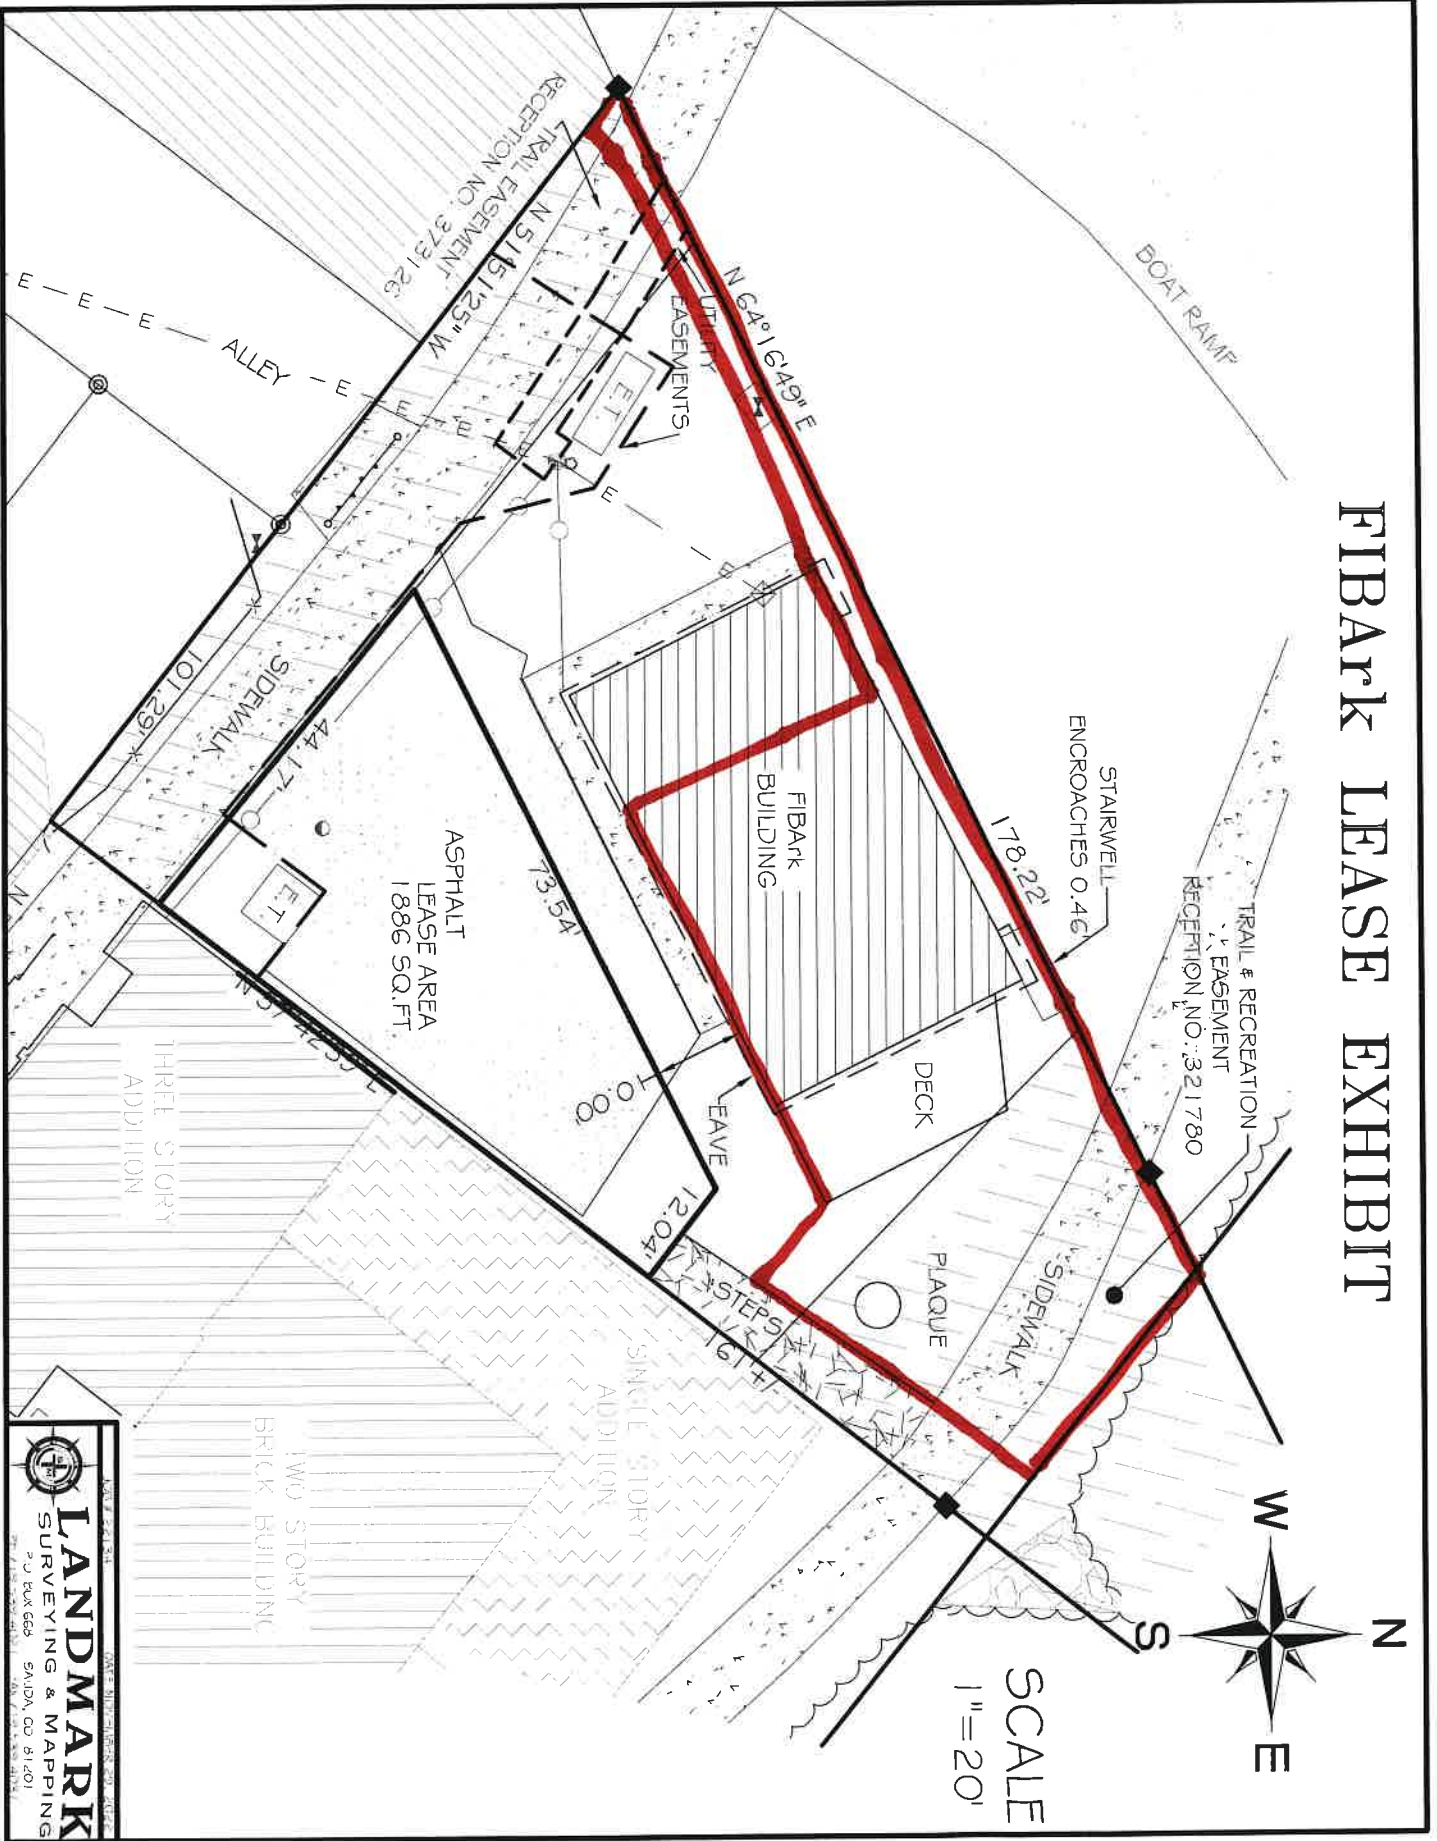 FIBArk LEASE EXHIBIT
N
W
E
S
SCALE
1"=20'
BOAT RAMP
TRAIL & RECREATION
EASEMENT
RECEPTION NO. 321780
STAIRWELL
ENCROACHES 0.46'
178.22'
N 64°16'49" E
UTILITY
EASEMENTS
E.T.
TRAIL EASEMENT
RECEPTION NO. 373126
N 51°51'25" W
E
E
E
ALLEY
E
E
E
E
E
E
FIBArk
BUILDING
DECK
SIDEWALK
PLAQUE
EAVE
10.00'
STEPS
73.54'
12.04'
44.17'
ASPHALT
LEASE AREA
1886 SQ.FT.
E.T.
SIDEWALK
101.29'
THREE STORY
ADDITION
SINGLE STORY
ADDITION
TWO STORY
BRICK BUILDING
LANDMARK
SURVEYING & MAPPING
P.O BOX 668 SALIDA, CO 81201